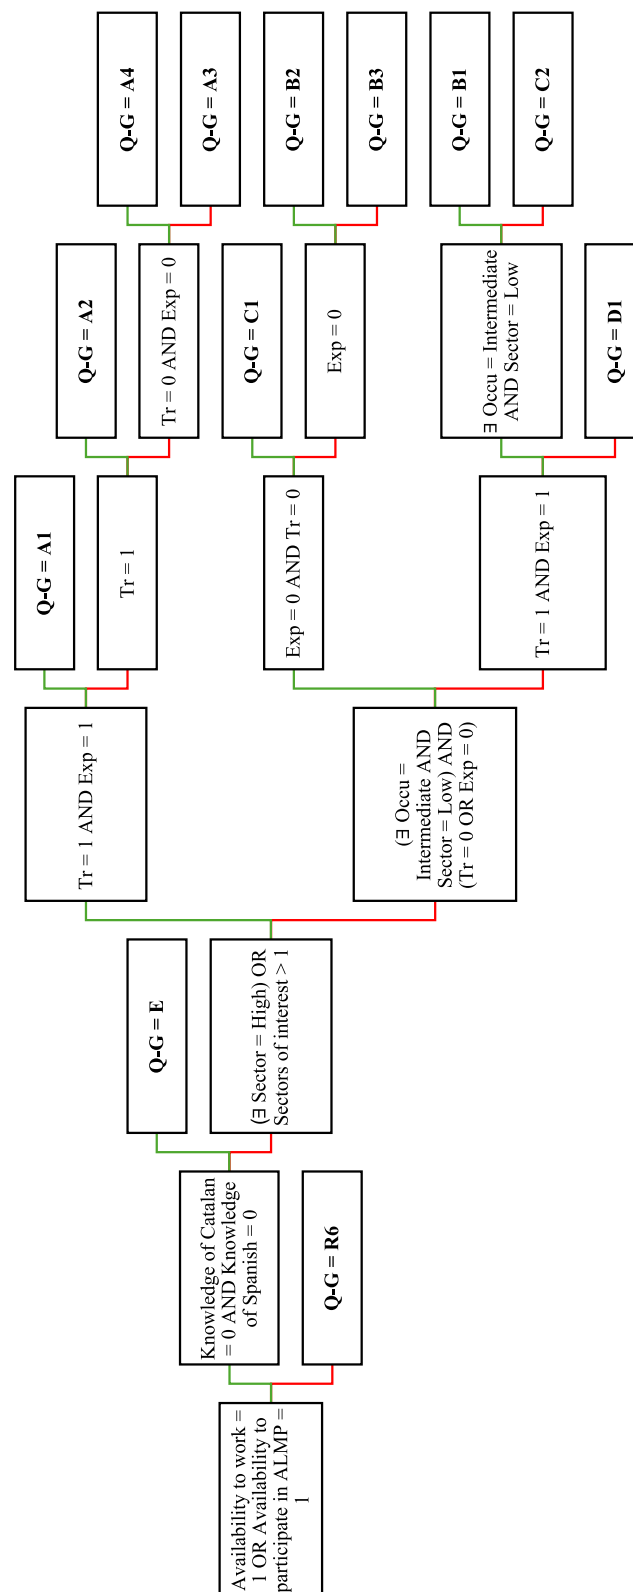 Availability to work =
1 OR Availability to
participate in ALMP =
1
Knowledge of Catalan
= 0 AND Knowledge
of Spanish = 0
Q-G = R6
Q-G = E
(∃ Sector = High) OR
Sectors of interest > 1
Tr = 1 AND Exp = 1
(∃ Occu =
Intermediate AND
Sector = Low) AND
(Tr = 0 OR Exp = 0)
Q-G = A1
Tr = 1
Exp = 0 AND Tr = 0
Tr = 1 AND Exp = 1
Q-G = A2
Tr = 0 AND Exp = 0
Q-G = C1
Exp = 0
∃ Occu = Intermediate
AND Sector = Low
Q-G = D1
Q-G = A4
Q-G = A3
Q-G = B2
Q-G = B3
Q-G = B1
Q-G = C2